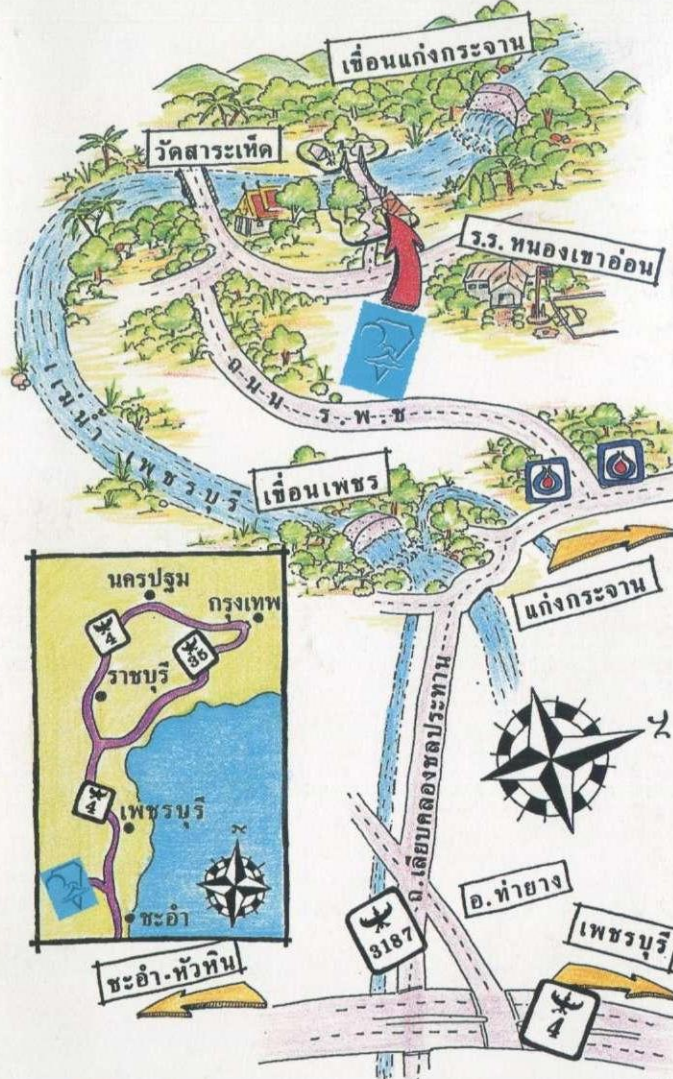 เขื่อนแก่งกระจาน
วัดสาระเห็ด
ร.ร.หนองเขาอ่อน
ถนน ร.พ.ช
แม่น้ำ เพชรบุรี
เขื่อนเพชร
แก่งกระจาน
นครปฐม
กรุงเทพ
4
35
ราชบุรี
4
เพชรบุรี
ชะอำ
น
น
ถ.เลียบคลองชลประทาน
อ.ท่ายาง
3187
เพชรบุรี
ชะอำ-หัวหิน
4